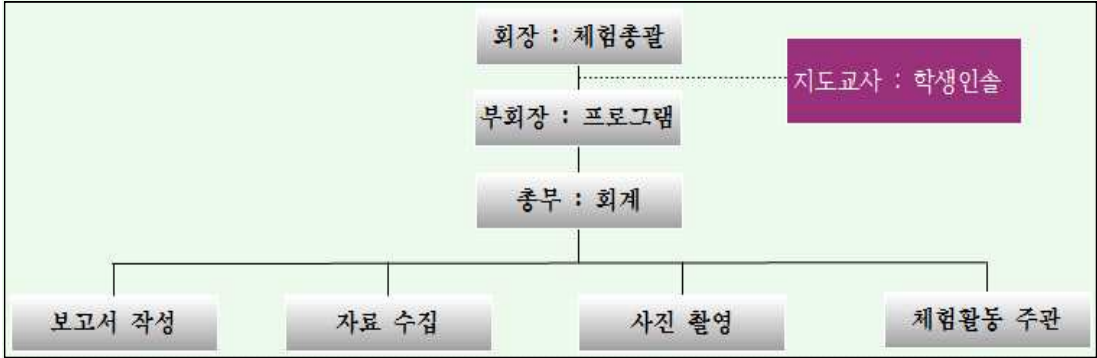 회장 : 체험총괄
지도교사 : 학생인솔
부회장 : 프로그램
총무 : 회계
보고서 작성
자료 수집
사진 촬영
체험활동 주관